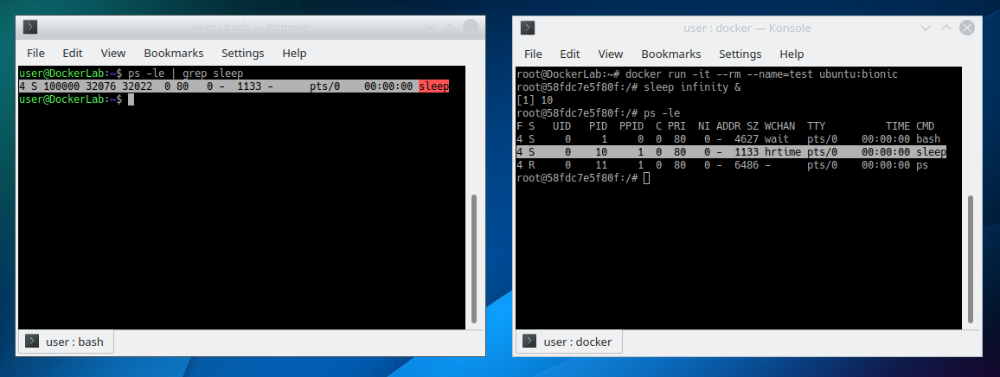 user : bash — Konsole
File Edit View Bookmarks Settings Help
user@DockerLab:~$ ps -le | grep sleep
4 S 100000 32076 32022  0 80   0 -  1133 -      pts/0    00:00:00 sleep
user@DockerLab:~$
user : bash
user : docker — Konsole
File Edit View Bookmarks Settings Help
root@DockerLab:~# docker run -it --rm --name=test ubuntu:bionic
root@58fdc7e5f80f:/# sleep infinity &
[1] 10
root@58fdc7e5f80f:/# ps -le
F S   UID   PID  PPID  C PRI  NI ADDR SZ WCHAN  TTY          TIME CMD
4 S     0     1     0  0  80   0 -  4627 wait   pts/0    00:00:00 bash
4 S     0    10     1  0  80   0 -  1133 hrtime pts/0    00:00:00 sleep
4 R     0    11     1  0  80   0 -  6486 -      pts/0    00:00:00 ps
root@58fdc7e5f80f:/#
user : docker